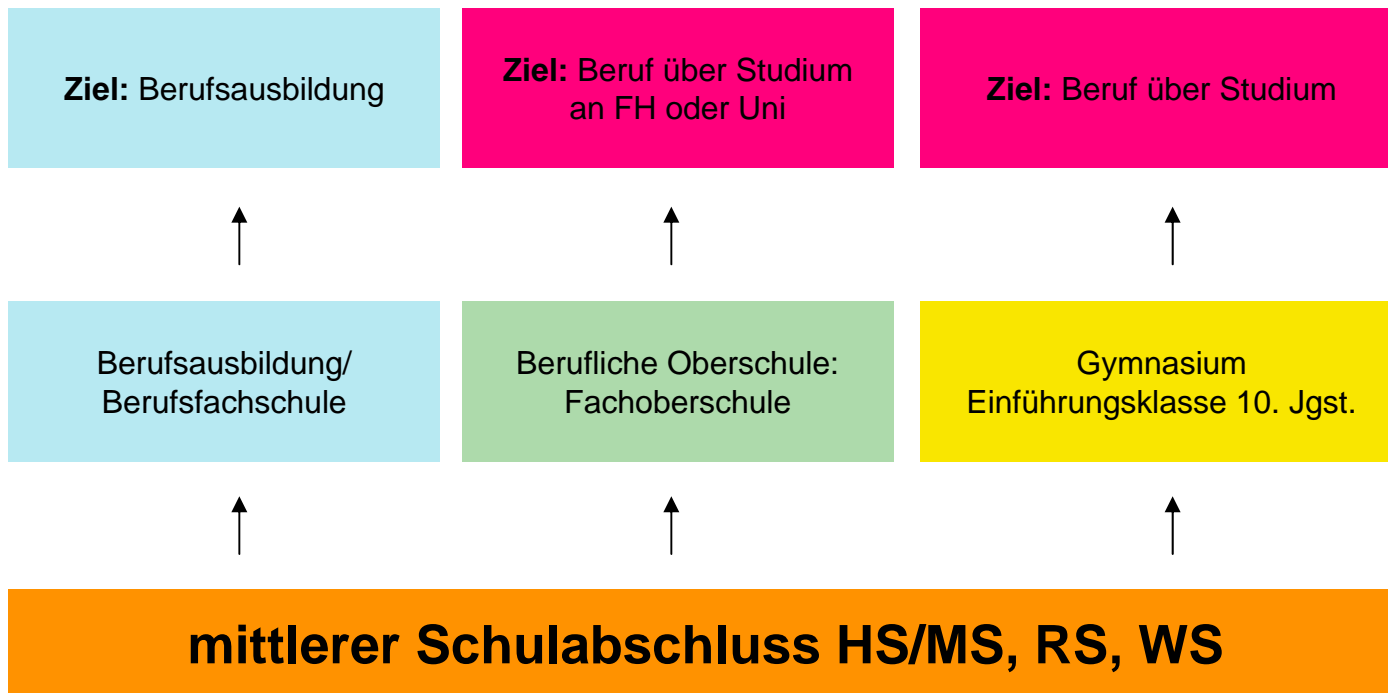 Ziel: Berufsausbildung
Ziel: Beruf über Studium
an FH oder Uni
Ziel: Beruf über Studium
Berufsausbildung/
Berufsfachschule
Berufliche Oberschule:
Fachoberschule
Gymnasium
Einführungsklasse 10. Jgst.
mittlerer Schulabschluss HS/MS, RS, WS